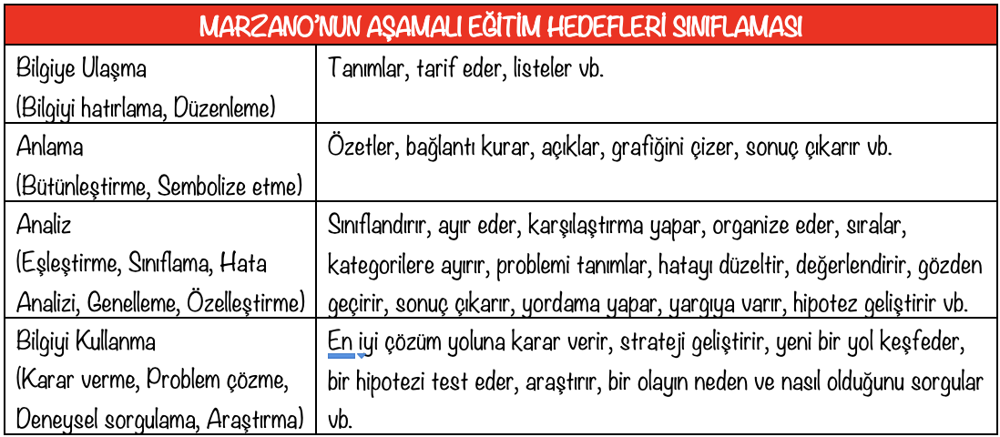 MARZANO'NUN AŞAMALI EĞİTİM HEDEFLERİ SINIFLAMASI
Bilgiye Ulaşma
(Bilgiyi hatırlama, Düzenleme)
Tanımlar, tarif eder, listeler vb.
Anlama
(Bütünleştirme, Sembolize etme)
Özetler, bağlantı kurar, açıklar, grafiğini çizer, sonuç çıkarır vb.
Analiz
(Eşleştirme, Sınıflama, Hata
Analizi, Genelleme, Özelleştirme)
Sınıflandırır, ayır eder, karşılaştırma yapar, organize eder, sıralar,
kategorilere ayırır, problemi tanımlar, hatayı düzeltir, değerlendirir, gözden
geçirir, sonuç çıkarır, yordama yapar, yargıya varır, hipotez geliştirir vb.
Bilgiyi Kullanma
(Karar verme, Problem çözme,
Deneysel sorgulama, Araştırma)
En iyi çözüm yoluna karar verir, strateji geliştirir, yeni bir yol keşfeder,
bir hipotezi test eder, araştırır, bir olayın neden ve nasıl olduğunu sorgular
vb.